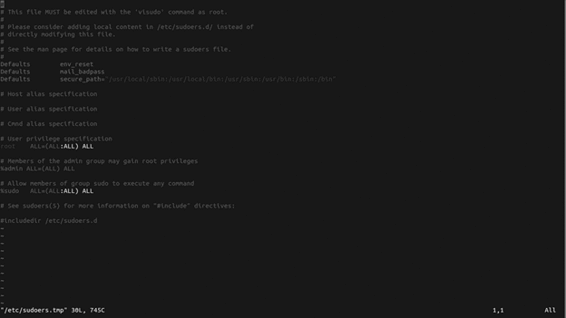 #
# This file MUST be edited with the 'visudo' command as root.
#
# Please consider adding local content in /etc/sudoers.d/ instead of
# directly modifying this file.
#
# See the man page for details on how to write a sudoers file.
#
Defaults env_reset
Defaults mail_badpass
Defaults secure_path="/usr/local/sbin:/usr/local/bin:/usr/sbin:/usr/bin:/sbin:/bin"
# Host alias specification
# User alias specification
# Cmnd alias specification
# User privilege specification
root ALL=(ALL:ALL) ALL
# Members of the admin group may gain root privileges
%admin ALL=(ALL) ALL
# Allow members of group sudo to execute any command
%sudo ALL=(ALL:ALL) ALL
# See sudoers(5) for more information on "#include" directives:
#includedir /etc/sudoers.d
~
~
~
~
~
~
~
~
~
~
~
"/etc/sudoers.tmp" 30L, 745C 1,1 All